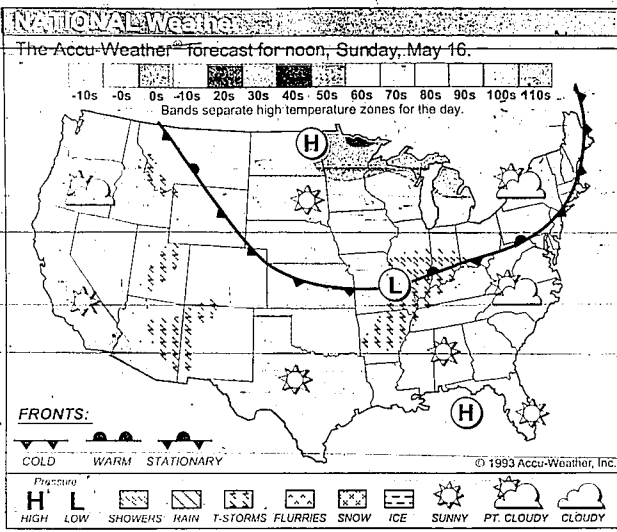 NATIONAL Weather
The Accu-Weather® forecast for noon, Sunday, May 16.
-10s -0s 0s -10s 20s 30s 40s 50s 60s 70s 80s 90s 100s 110s
Bands separate high temperature zones for the day.
H
L
H
FRONTS:
COLD WARM STATIONARY
© 1993 Accu-Weather, Inc.
Pressure
H L
HIGH LOW SHOWERS RAIN T-STORMS FLURRIES SNOW ICE SUNNY PT. CLOUDY CLOUDY